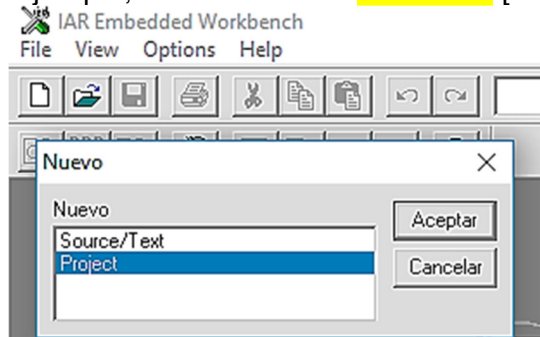 IAR Embedded Workbench
File View Options Help
Nuevo
Nuevo
Source/Text
Project
Aceptar
Cancelar